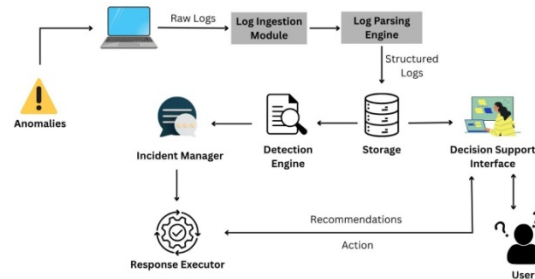 Raw Logs
Log Ingestion
Module
Log Parsing
Engine
Structured
Logs
Anomalies
Incident Manager
Detection
Engine
Storage
Decision Support
Interface
Recommendations
Action
Response Executor
User